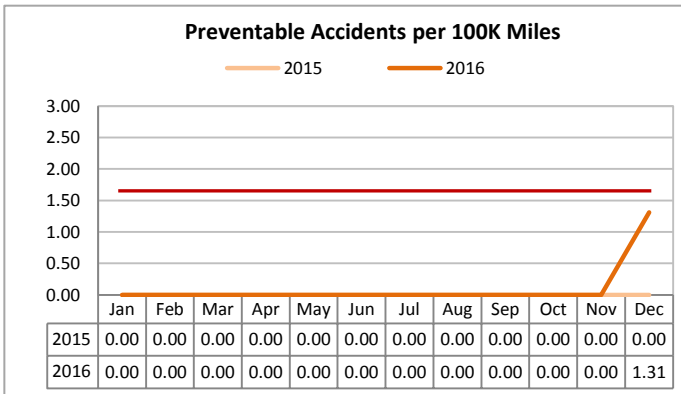 Preventable Accidents per 100K Miles
2015 2016
3.00
2.50
2.00
1.50
1.00
0.50
0.00
Jan Feb Mar Apr May Jun Jul Aug Sep Oct Nov Dec
2015 0.00 0.00 0.00 0.00 0.00 0.00 0.00 0.00 0.00 0.00 0.00 0.00
2016 0.00 0.00 0.00 0.00 0.00 0.00 0.00 0.00 0.00 0.00 0.00 1.31